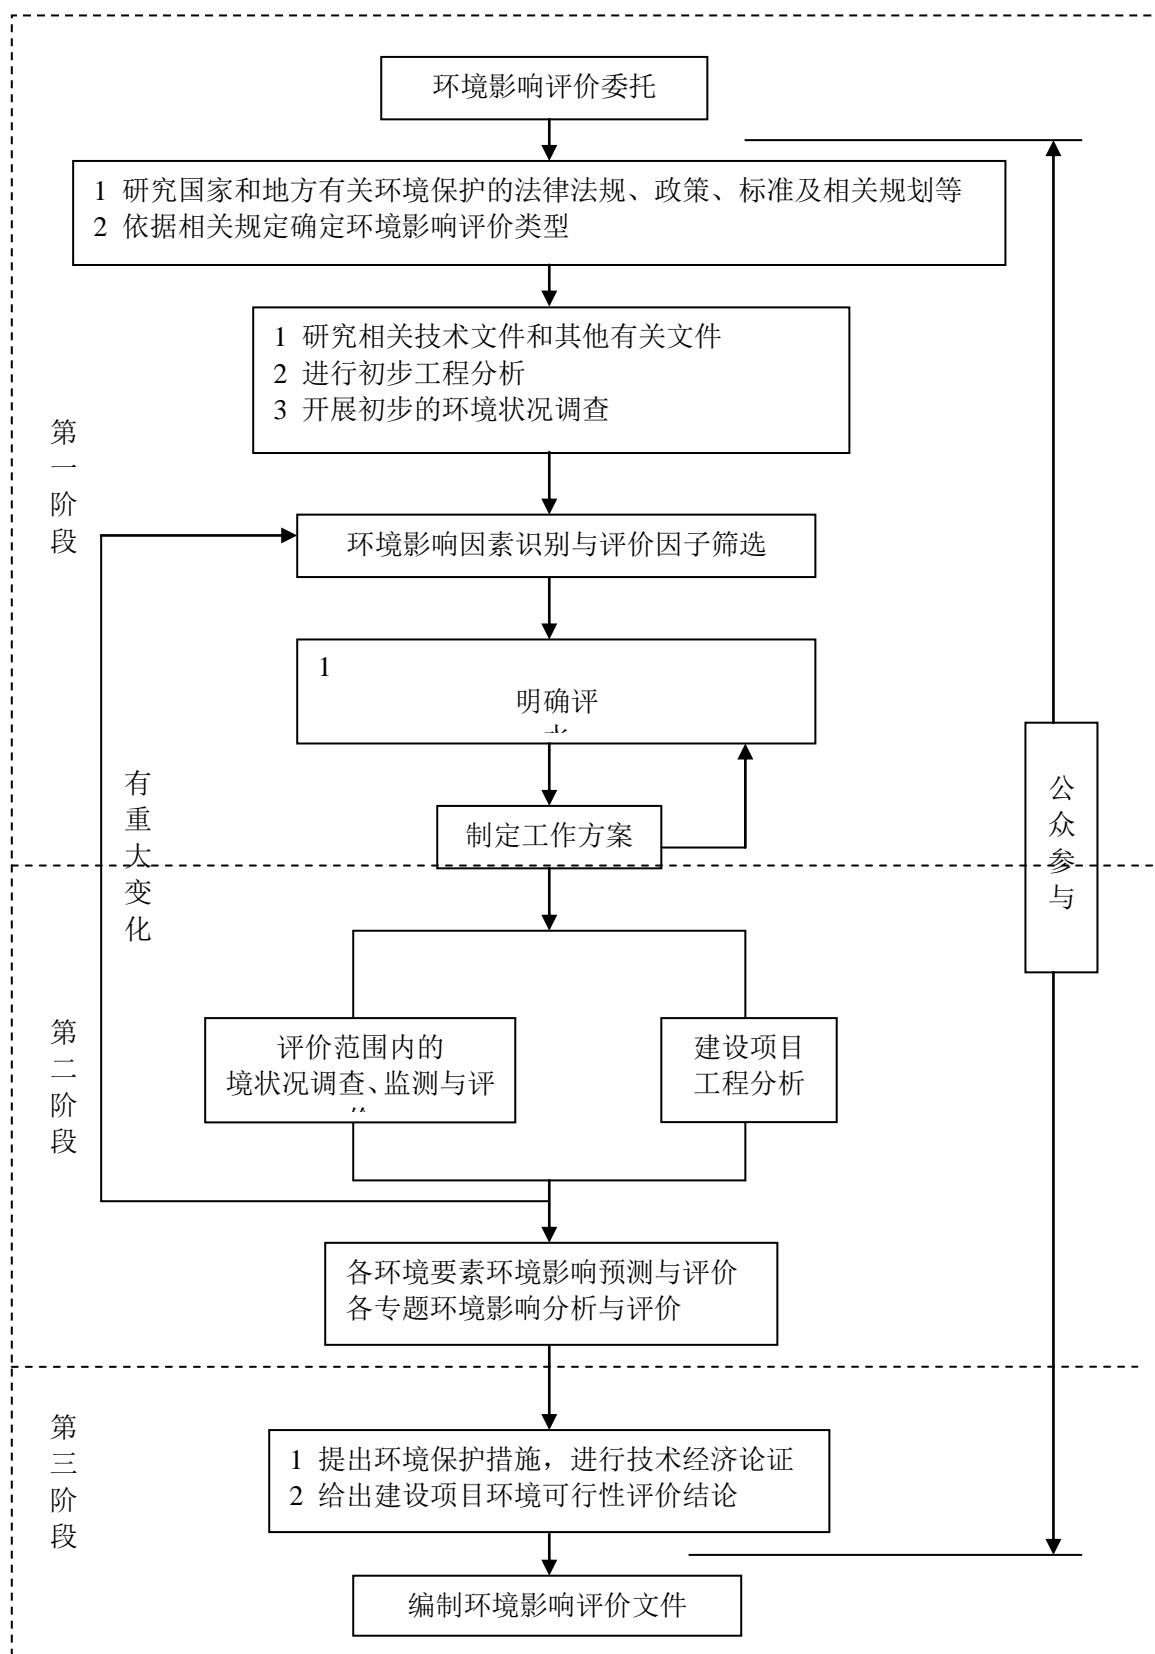 环境影响评价委托
1 研究国家和地方有关环境保护的法律法规、政策、标准及相关规划等
2 依据相关规定确定环境影响评价类型
1 研究相关技术文件和其他有关文件
2 进行初步工程分析
3 开展初步的环境状况调查
第一阶段
环境影响因素识别与评价因子筛选
1
明确评
有重大变化
公众参与
制定工作方案
第二阶段
评价范围内的
境状况调查、监测与评
建设项目
工程分析
各环境要素环境影响预测与评价
各专题环境影响分析与评价
第三阶段
1 提出环境保护措施，进行技术经济论证
2 给出建设项目环境可行性评价结论
编制环境影响评价文件